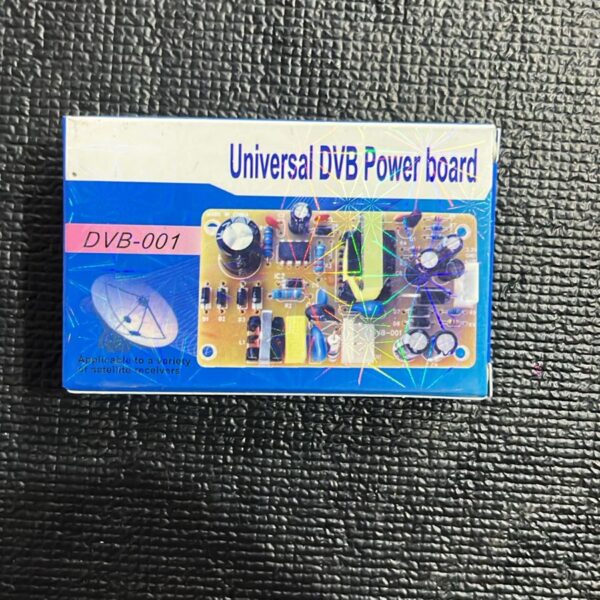 Universal DVB Power board
DVB-001
Applicable to a variety
of satellite receivers